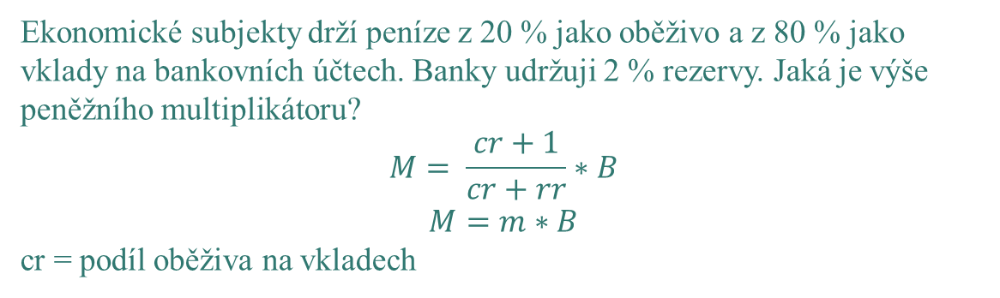 Ekonomické subjekty drží peníze z 20 % jako oběživo a z 80 % jako
vklady na bankovních účtech. Banky udržuji 2 % rezervy. Jaká je výše
peněžního multiplikátoru?
M = (cr + 1)/(cr + rr) * B
M = m * B
cr = podíl oběživa na vkladech